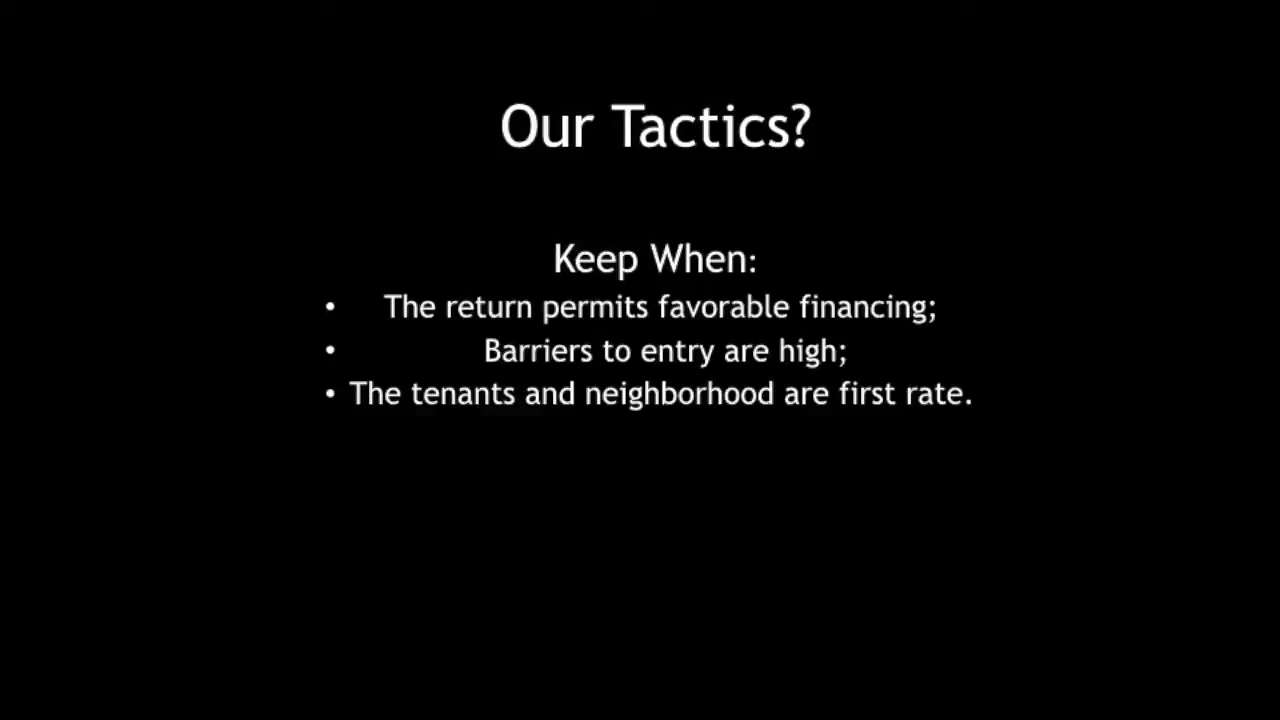 Our Tactics?
Keep When:
• The return permits favorable financing;
• Barriers to entry are high;
• The tenants and neighborhood are first rate.